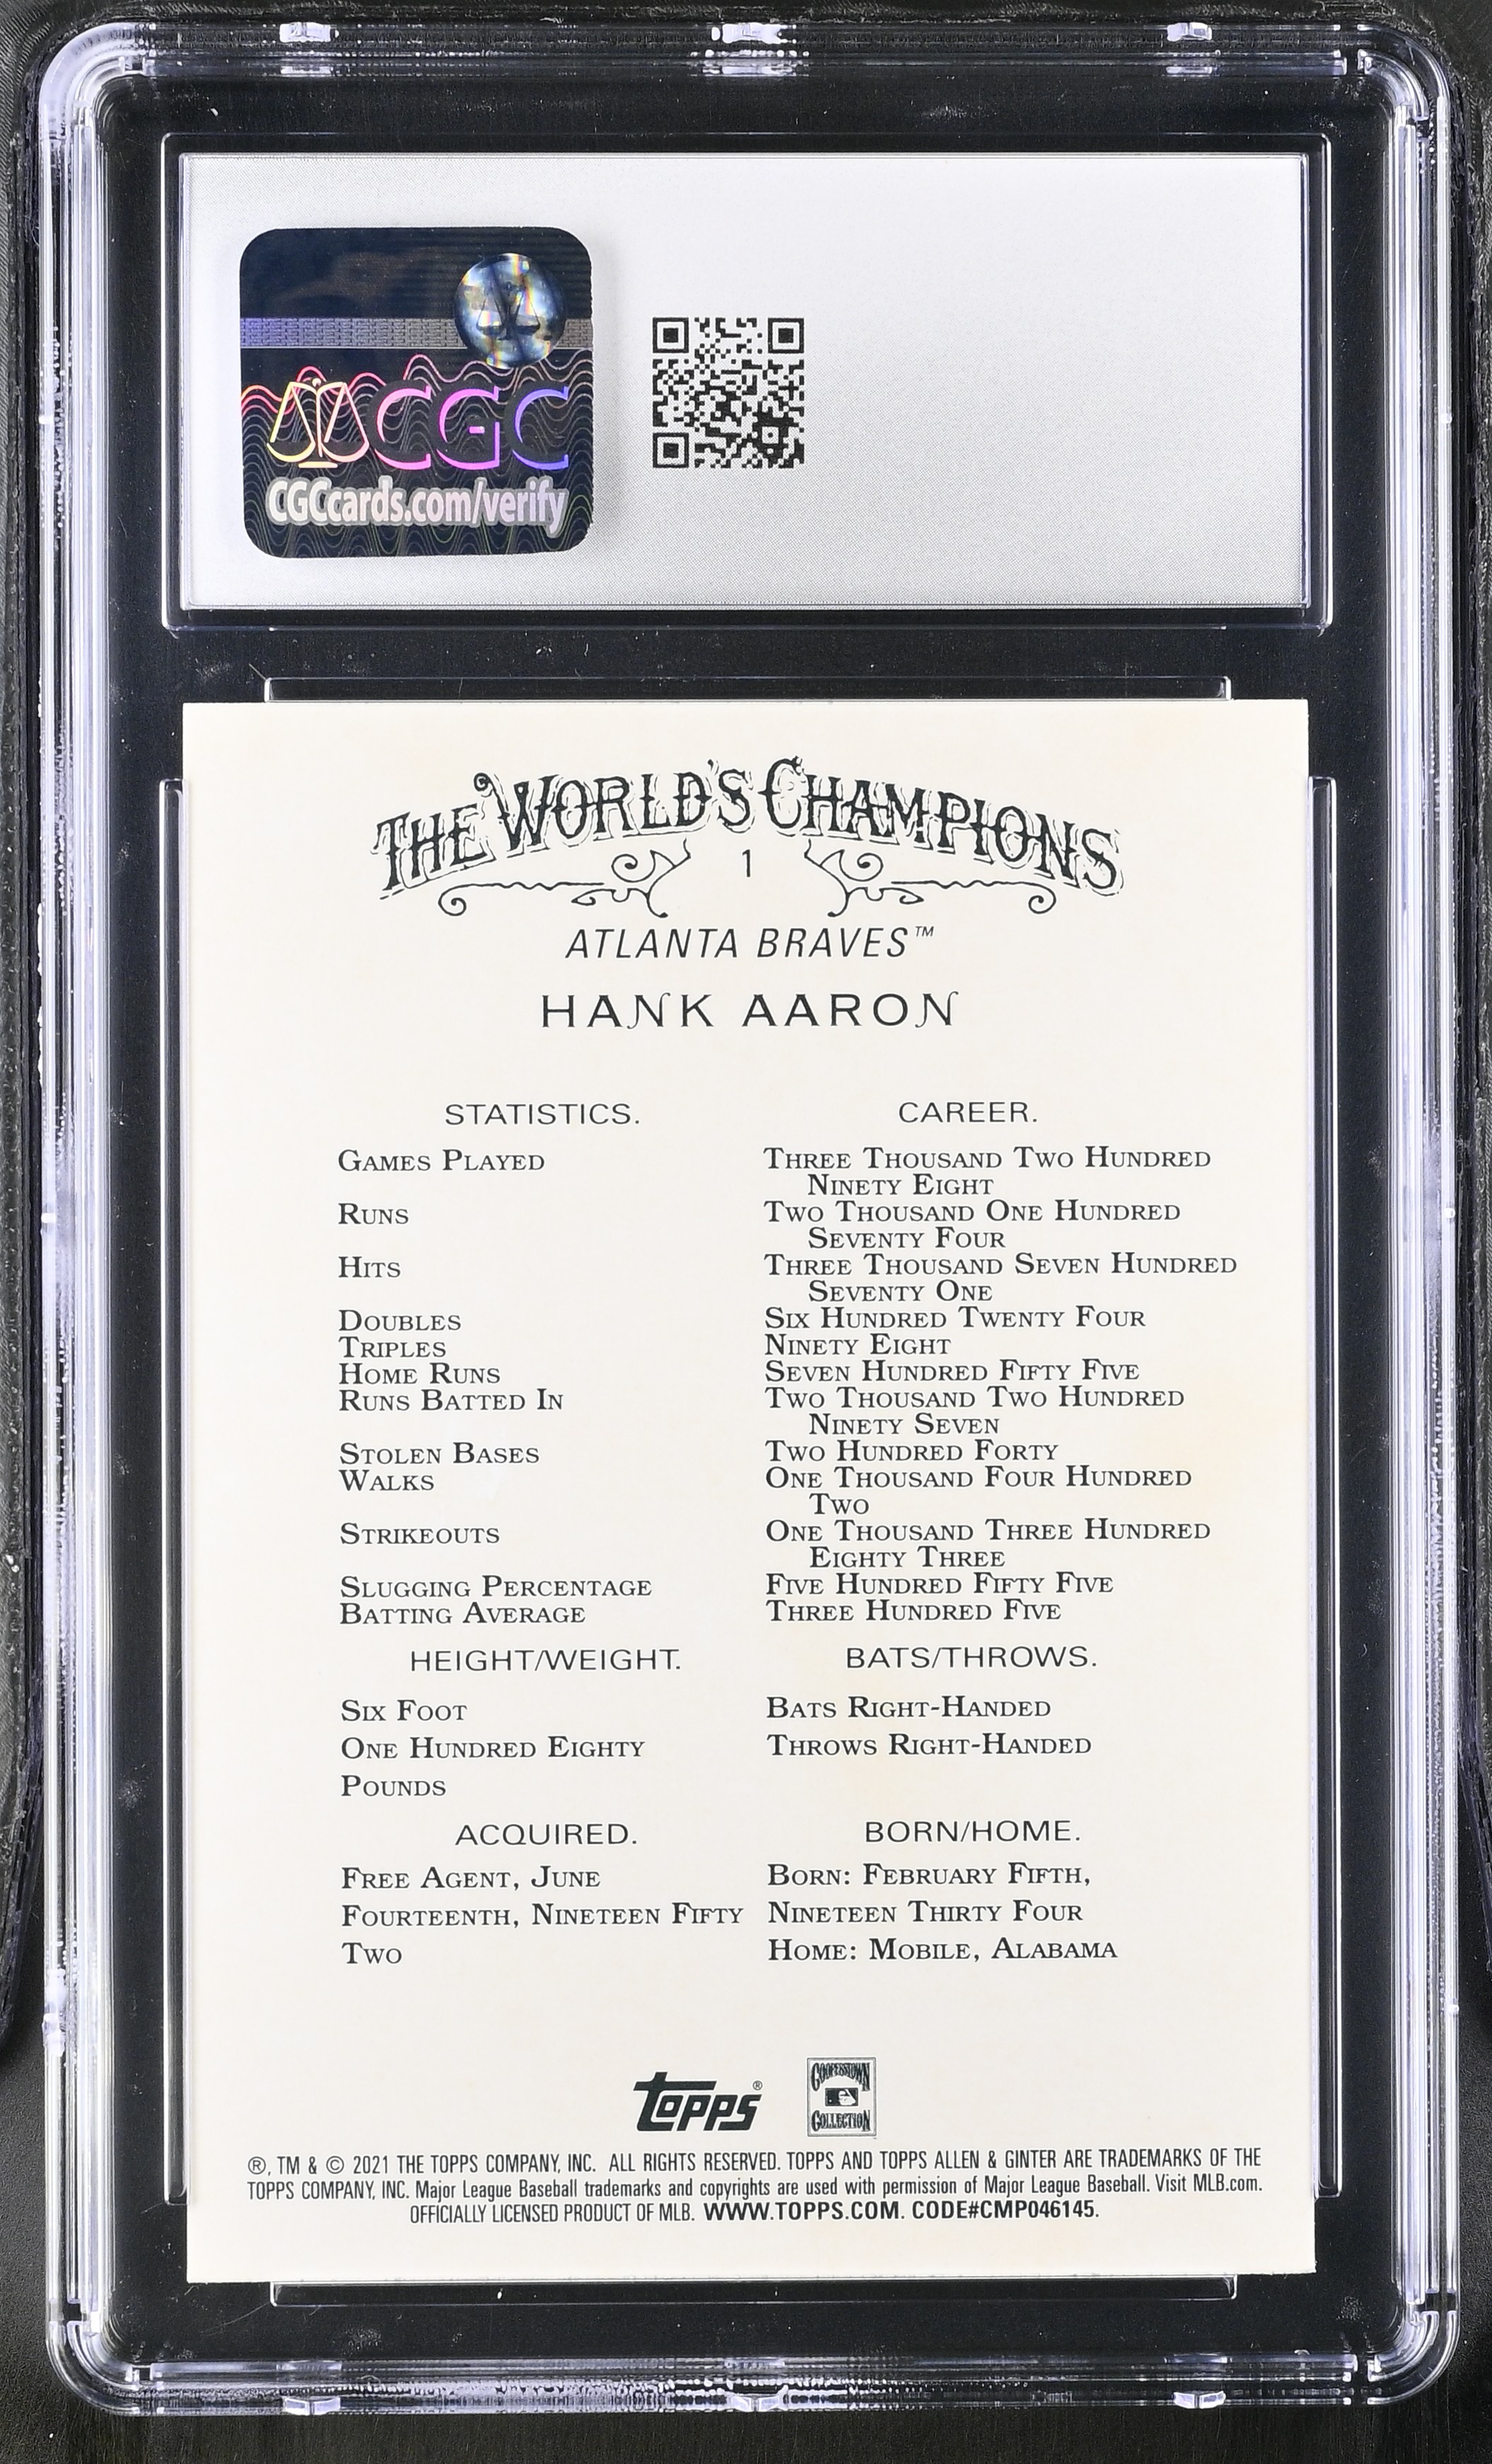 CGC
CGCcards.com/verify
THE WORLD'S CHAMPIONS
1
ATLANTA BRAVES™
HANK AARON
STATISTICS. CAREER.
GAMES PLAYED THREE THOUSAND TWO HUNDRED
NINETY EIGHT
RUNS TWO THOUSAND ONE HUNDRED
SEVENTY FOUR
HITS THREE THOUSAND SEVEN HUNDRED
SEVENTY ONE
DOUBLES SIX HUNDRED TWENTY FOUR
TRIPLES NINETY EIGHT
HOME RUNS SEVEN HUNDRED FIFTY FIVE
RUNS BATTED IN TWO THOUSAND TWO HUNDRED
NINETY SEVEN
STOLEN BASES TWO HUNDRED FORTY
WALKS ONE THOUSAND FOUR HUNDRED
TWO
STRIKEOUTS ONE THOUSAND THREE HUNDRED
EIGHTY THREE
SLUGGING PERCENTAGE FIVE HUNDRED FIFTY FIVE
BATTING AVERAGE THREE HUNDRED FIVE
HEIGHT/WEIGHT. BATS/THROWS.
SIX FOOT BATS RIGHT-HANDED
ONE HUNDRED EIGHTY THROWS RIGHT-HANDED
POUNDS
ACQUIRED. BORN/HOME.
FREE AGENT, JUNE BORN: FEBRUARY FIFTH,
FOURTEENTH, NINETEEN FIFTY NINETEEN THIRTY FOUR
TWO HOME: MOBILE, ALABAMA
topps® COOPERSTOWN
COLLECTION
®, TM & © 2021 THE TOPPS COMPANY, INC. ALL RIGHTS RESERVED. TOPPS AND TOPPS ALLEN & GINTER ARE TRADEMARKS OF THE
TOPPS COMPANY, INC. Major League Baseball trademarks and copyrights are used with permission of Major League Baseball. Visit MLB.com.
OFFICIALLY LICENSED PRODUCT OF MLB. WWW.TOPPS.COM. CODE#CMP046145.